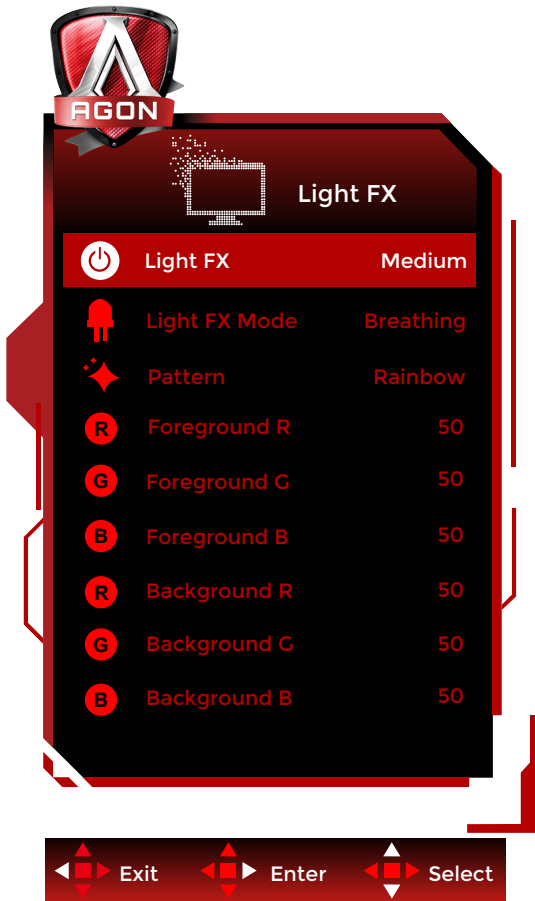 AGON
Light FX
Light FX Medium
Light FX Mode Breathing
Pattern Rainbow
R Foreground R 50
G Foreground G 50
B Foreground B 50
R Background R 50
G Background G 50
B Background B 50
Exit Enter Select